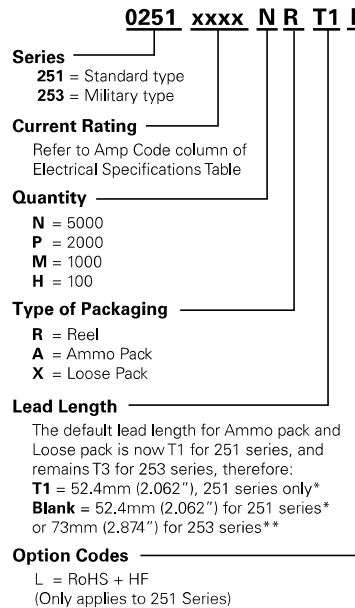 0251 xxxx N R T1
Series
251 = Standard type
253 = Military type
Current Rating
Refer to Amp Code column of
Electrical Specifications Table
Quantity
N = 5000
P = 2000
M = 1000
H = 100
Type of Packaging
R = Reel
A = Ammo Pack
X = Loose Pack
Lead Length
The default lead length for Ammo pack and
Loose pack is now T1 for 251 series, and
remains T3 for 253 series, therefore:
T1 = 52.4mm (2.062”), 251 series only*
Blank = 52.4mm (2.062”) for 251 series*
or 73mm (2.874”) for 253 series**
Option Codes
L = RoHS + HF
(Only applies to 251 Series)